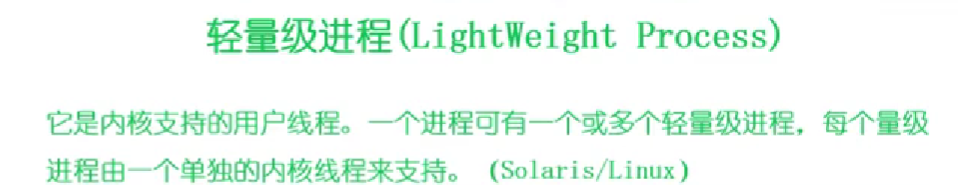 轻量级进程(LightWeight Process)
它是内核支持的用户线程。一个进程可有一个或多个轻量级进程，每个量级
进程由一个单独的内核线程来支持。 (Solaris/Linux)